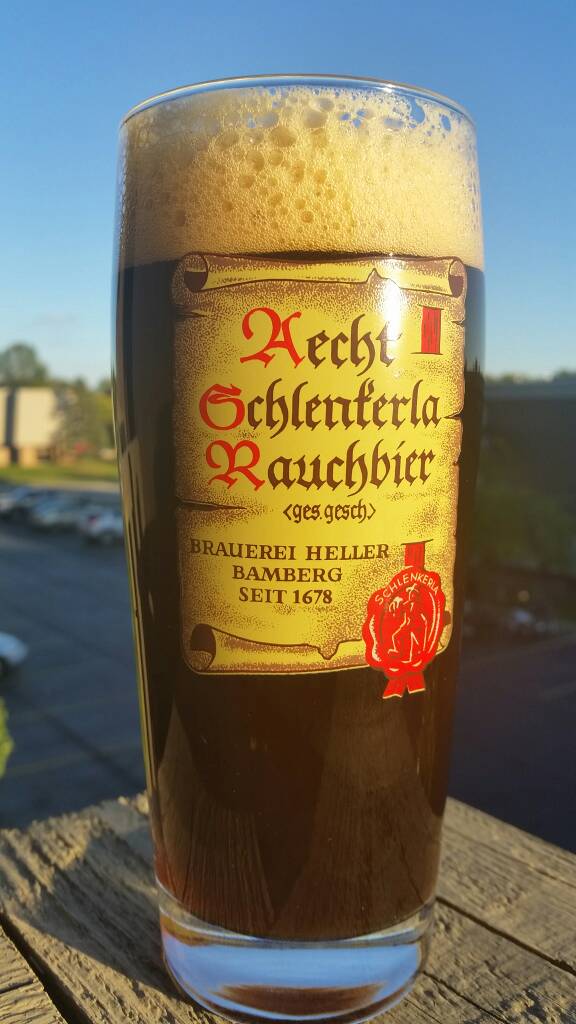 Aecht
Schlenkerla
Rauchbier
<ges. gesch.>
BRAUEREI HELLER
BAMBERG
SEIT 1678
SCHLENKERLA